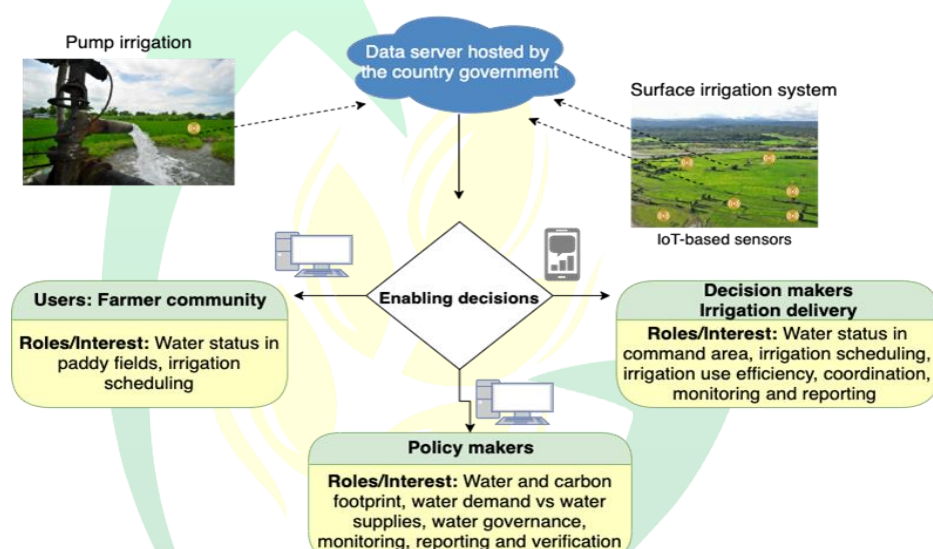 Pump irrigation
Data server hosted by
the country government
Surface irrigation system
IoT-based sensors
Enabling decisions
Users: Farmer community
Roles/Interest: Water status in
paddy fields, irrigation
scheduling
Decision makers
Irrigation delivery
Roles/Interest: Water status in
command area, irrigation scheduling,
irrigation use efficiency, coordination,
monitoring and reporting
Policy makers
Roles/Interest: Water and carbon
footprint, water demand vs water
supplies, water governance,
monitoring, reporting and verification